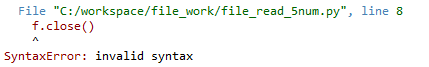 File "C:/workspace/file_work/file_read_5num.py", line 8
f.close()
^
SyntaxError: invalid syntax